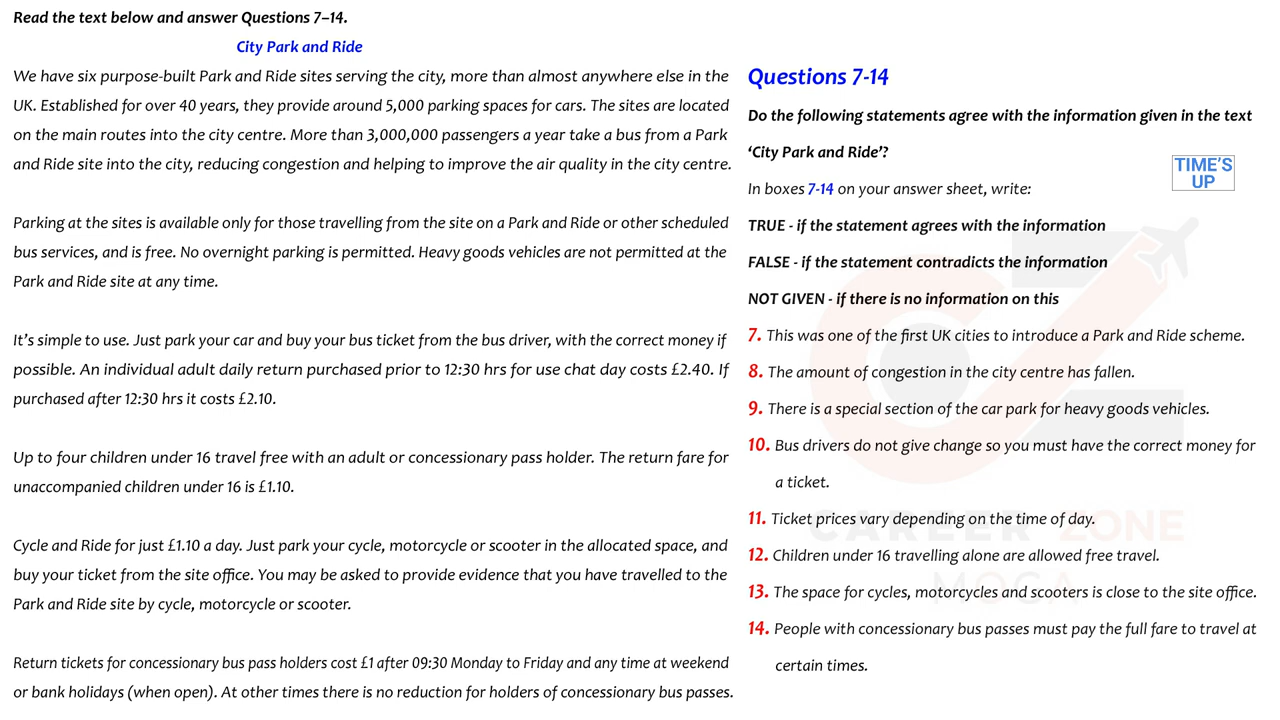 Read the text below and answer Questions 7–14.
City Park and Ride
We have six purpose-built Park and Ride sites serving the city, more than almost anywhere else in the
UK. Established for over 40 years, they provide around 5,000 parking spaces for cars. The sites are located
on the main routes into the city centre. More than 3,000,000 passengers a year take a bus from a Park
and Ride site into the city, reducing congestion and helping to improve the air quality in the city centre.
Parking at the sites is available only for those travelling from the site on a Park and Ride or other scheduled
bus services, and is free. No overnight parking is permitted. Heavy goods vehicles are not permitted at the
Park and Ride site at any time.
It's simple to use. Just park your car and buy your bus ticket from the bus driver, with the correct money if
possible. An individual adult daily return purchased prior to 12:30 hrs for use chat day costs £2.40. If
purchased after 12:30 hrs it costs £2.10.
Up to four children under 16 travel free with an adult or concessionary pass holder. The return fare for
unaccompanied children under 16 is £1.10.
Cycle and Ride for just £1.10 a day. Just park your cycle, motorcycle or scooter in the allocated space, and
buy your ticket from the site office. You may be asked to provide evidence that you have travelled to the
Park and Ride site by cycle, motorcycle or scooter.
Return tickets for concessionary bus pass holders cost £1 after 09:30 Monday to Friday and any time at weekend
or bank holidays (when open). At other times there is no reduction for holders of concessionary bus passes.
Questions 7-14
Do the following statements agree with the information given in the text
'City Park and Ride'?
TIME'S
UP
In boxes 7-14 on your answer sheet, write:
TRUE - if the statement agrees with the information
FALSE - if the statement contradicts the information
NOT GIVEN - if there is no information on this
7. This was one of the first UK cities to introduce a Park and Ride scheme.
8. The amount of congestion in the city centre has fallen.
9. There is a special section of the car park for heavy goods vehicles.
10. Bus drivers do not give change so you must have the correct money for
a ticket.
11. Ticket prices vary depending on the time of day.
12. Children under 16 travelling alone are allowed free travel.
13. The space for cycles, motorcycles and scooters is close to the site office.
14. People with concessionary bus passes must pay the full fare to travel at
certain times.
CAREER ZONE
MOGA